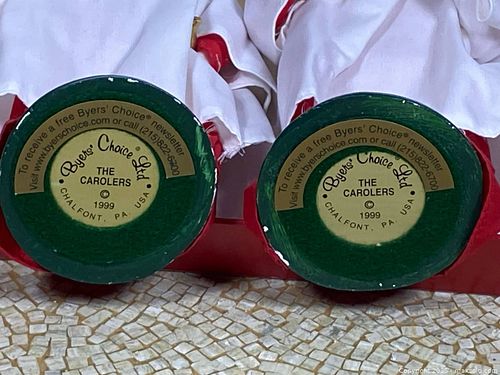 To receive a free Byers' Choice® newsletter
Visit www.byerschoice.com or call (215)822-6700
Byers' Choice Ltd
THE
CAROLERS
©
1999
CHALFONT, PA. USA
To receive a free Byers' Choice® newsletter
Visit www.byerschoice.com or call (215)822-6700
Byers' Choice Ltd
THE
CAROLERS
©
1999
CHALFONT, PA. USA